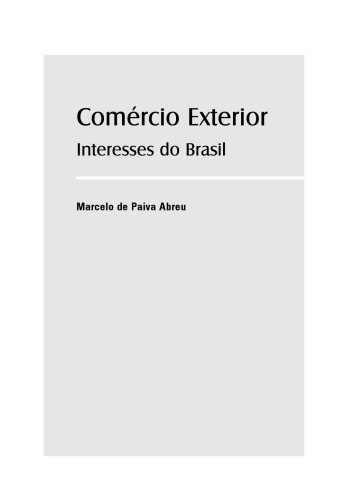 Comércio Exterior
Interesses do Brasil
Marcelo de Paiva Abreu